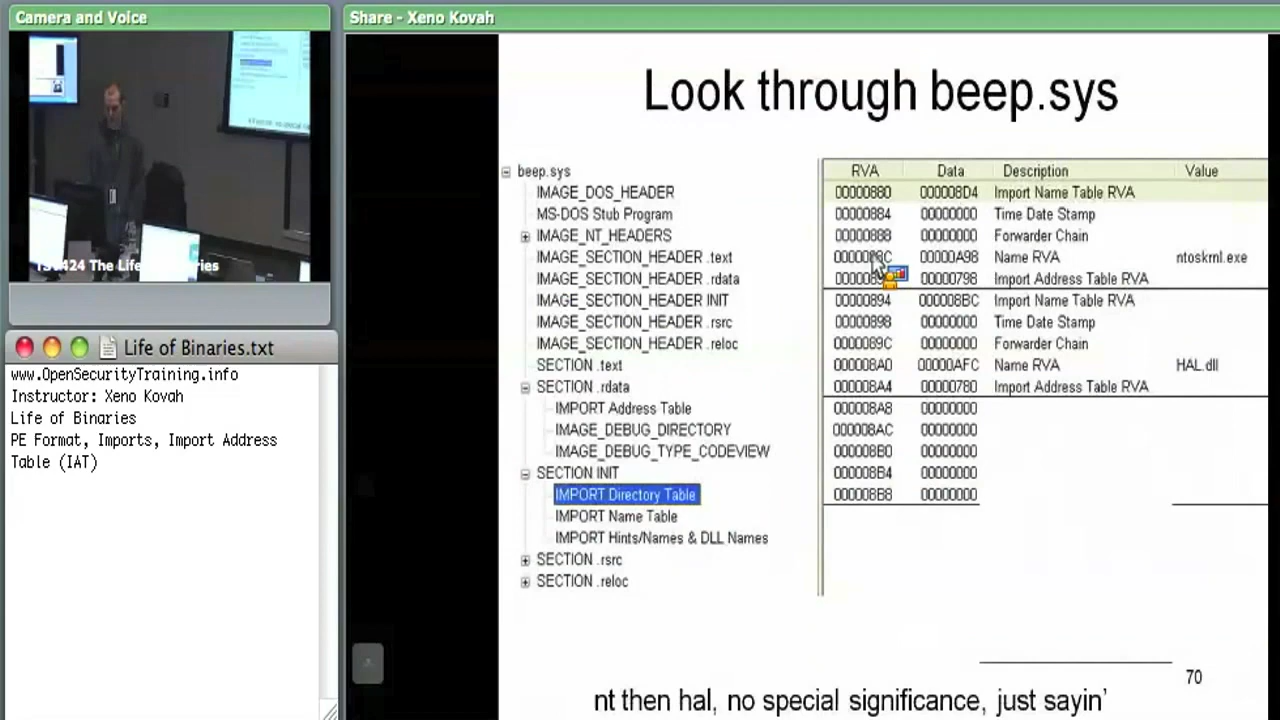 Camera and Voice
Share - Xeno Kovah
424 The Life
Life of Binaries.txt
www.OpenSecurityTraining.info
Instructor: Xeno Kovah
Life of Binaries
PE Format, Imports, Import Address
Table (IAT)
Look through beep.sys
beep.sys
IMAGE_DOS_HEADER
MS-DOS Stub Program
IMAGE_NT_HEADERS
IMAGE_SECTION_HEADER .text
IMAGE_SECTION_HEADER .rdata
IMAGE_SECTION_HEADER INIT
IMAGE_SECTION_HEADER .rsrc
IMAGE_SECTION_HEADER .reloc
SECTION .text
SECTION .rdata
IMPORT Address Table
IMAGE_DEBUG_DIRECTORY
IMAGE_DEBUG_TYPE_CODEVIEW
SECTION INIT
IMPORT Directory Table
IMPORT Name Table
IMPORT Hints/Names & DLL Names
SECTION .rsrc
SECTION .reloc
RVA Data Description Value
00000880 000008D4 Import Name Table RVA
00000884 00000000 Time Date Stamp
00000888 00000000 Forwarder Chain
00000A98 Name RVA ntoskrnl.exe
00000798 Import Address Table RVA
00000894 000008BC Import Name Table RVA
00000898 00000000 Time Date Stamp
0000089C 00000000 Forwarder Chain
000008A0 00000AFC Name RVA HAL.dll
000008A4 00000780 Import Address Table RVA
000008A8 00000000
000008AC 00000000
000008B0 00000000
000008B4 00000000
000008B8 00000000
70
nt then hal, no special significance, just sayin'